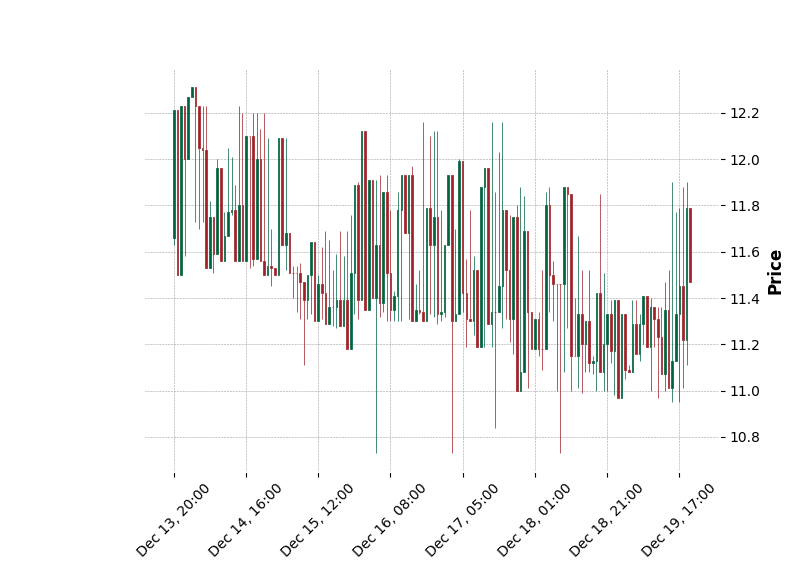 12.2
12.0
11.8
11.6
11.4
11.2
11.0
10.8
Price
Dec 13, 20:00
Dec 14, 16:00
Dec 15, 12:00
Dec 16, 08:00
Dec 17, 05:00
Dec 18, 01:00
Dec 18, 21:00
Dec 19, 17:00